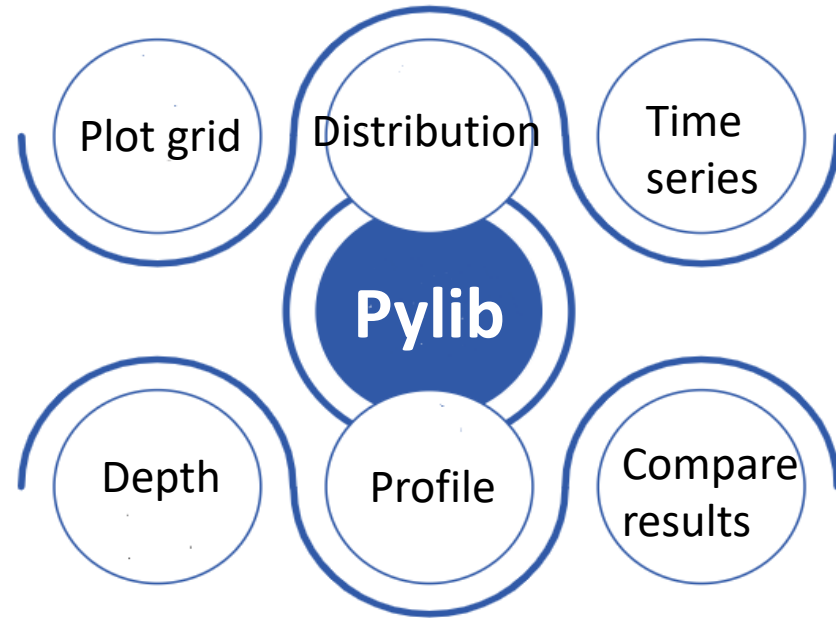 Plot grid
Distribution
Time
series
Pylib
Depth
Profile
Compare
results